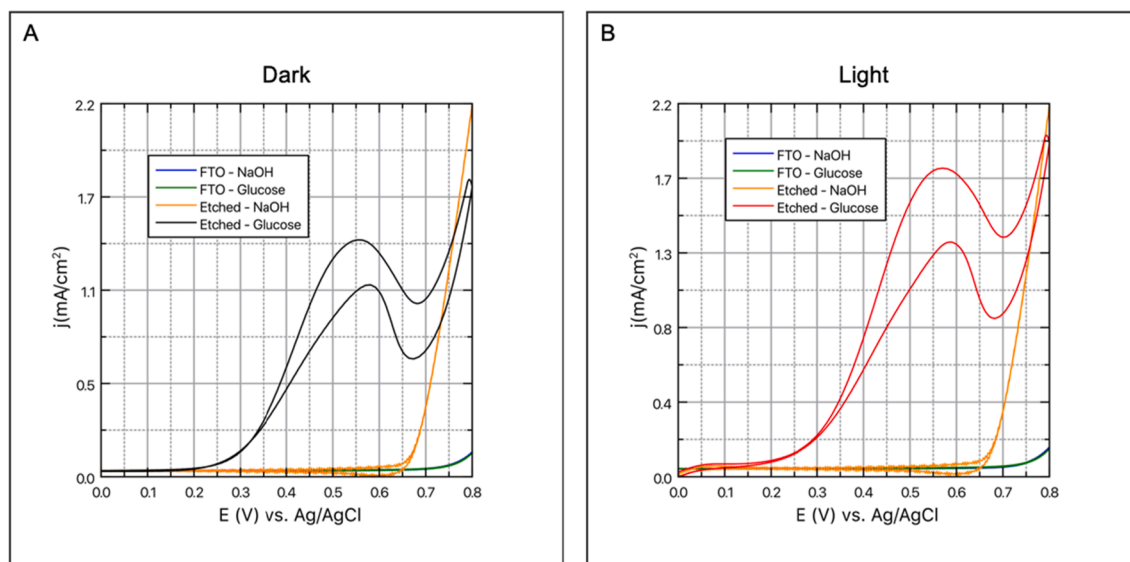 A
Dark
2.2
1.7
1.1
0.5
0.0
j(mA/cm²)
FTO - NaOH
FTO - Glucose
Etched - NaOH
Etched - Glucose
0.0 0.1 0.2 0.3 0.4 0.5 0.6 0.7 0.8
E (V) vs. Ag/AgCl
B
Light
2.2
1.7
1.3
0.8
0.4
0.0
j(mA/cm²)
FTO - NaOH
FTO - Glucose
Etched - NaOH
Etched - Glucose
0.0 0.1 0.2 0.3 0.4 0.5 0.6 0.7 0.8
E (V) vs. Ag/AgCl